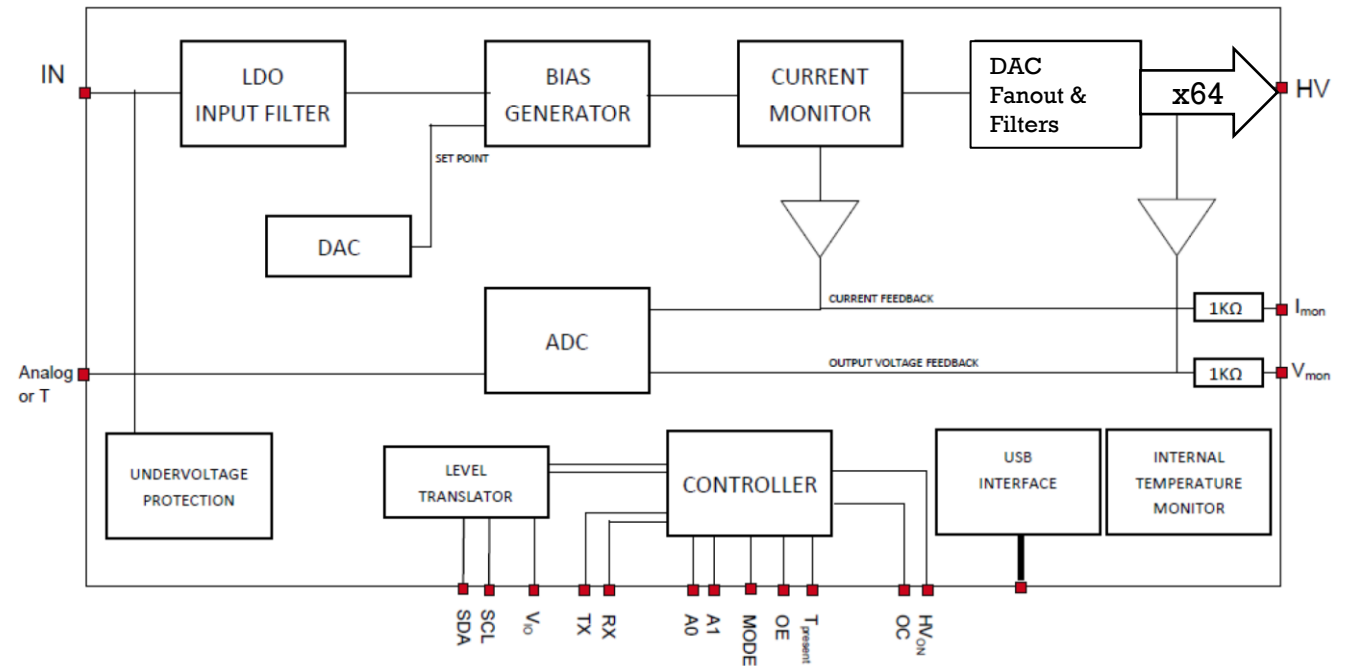 IN
LDO
INPUT FILTER
BIAS
GENERATOR
CURRENT
MONITOR
DAC
Fanout &
Filters
x64
HV
SET POINT
DAC
ADC
CURRENT FEEDBACK
1KΩ
Imon
OUTPUT VOLTAGE FEEDBACK
1KΩ
Vmon
Analog
or T
UNDERVOLTAGE
PROTECTION
LEVEL
TRANSLATOR
CONTROLLER
USB
INTERFACE
INTERNAL
TEMPERATURE
MONITOR
SDA
SCL
VIO
TX
RX
A0
A1
MODE
OE
Tpresent
OC
HVON